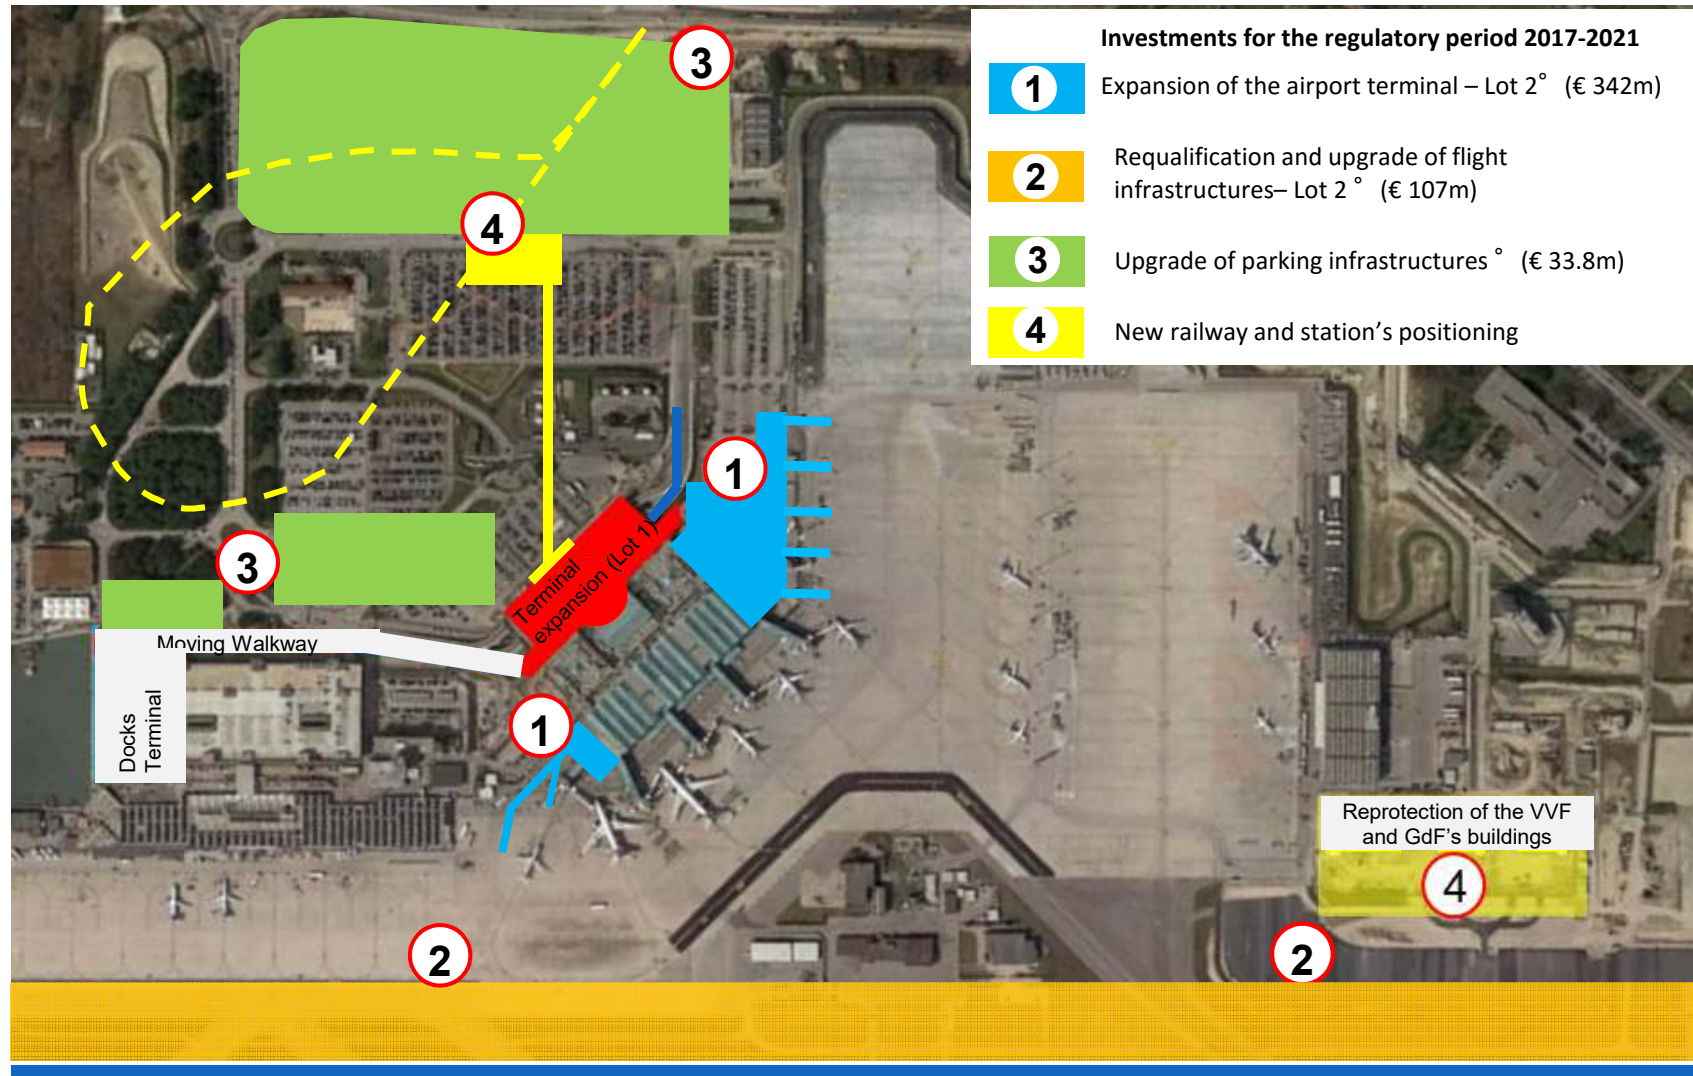 Investments for the regulatory period 2017-2021
1 Expansion of the airport terminal – Lot 2° (€ 342m)
2 Requalification and upgrade of flight
infrastructures– Lot 2 ° (€ 107m)
3 Upgrade of parking infrastructures ° (€ 33.8m)
4 New railway and station's positioning
3
4
1
Terminal
expansion (Lot 1)
3
Moving Walkway
Docks
Terminal
1
Reprotection of the VVF
and GdF's buildings
4
2
2